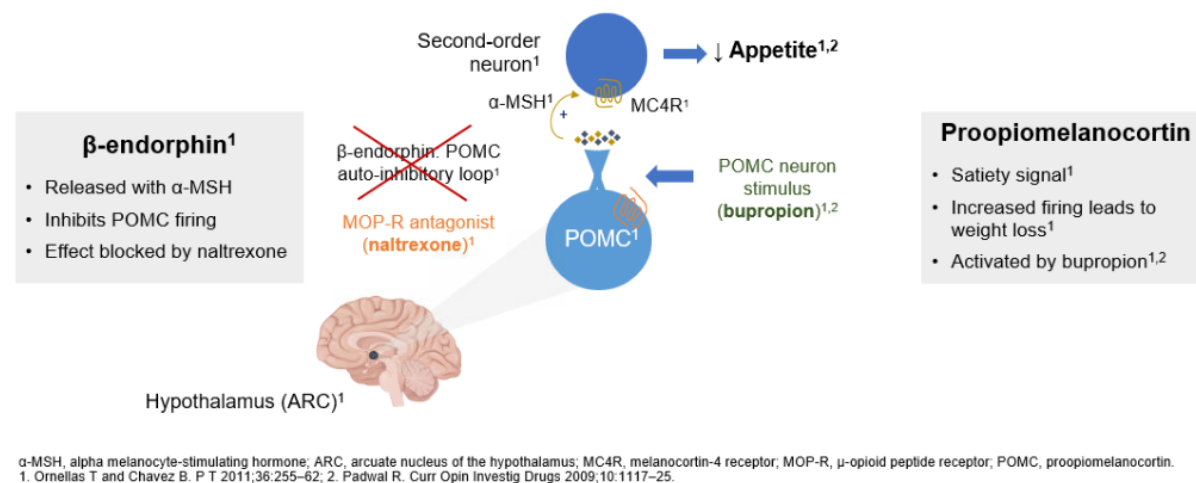 Second-order
neuron¹
↓ Appetite¹,²
α-MSH¹
+
MC4R¹
β-endorphin¹
• Released with α-MSH
• Inhibits POMC firing
• Effect blocked by naltrexone
β-endorphin: POMC
auto-inhibitory loop¹
MOP-R antagonist
(naltrexone)¹
POMC¹
POMC neuron
stimulus
(bupropion)¹,²
Proopiomelanocortin
• Satiety signal¹
• Increased firing leads to
weight loss¹
• Activated by bupropion¹,²
Hypothalamus (ARC)¹
α-MSH, alpha melanocyte-stimulating hormone; ARC, arcuate nucleus of the hypothalamus; MC4R, melanocortin-4 receptor; MOP-R, μ-opioid peptide receptor; POMC, proopiomelanocortin.
1. Ornellas T and Chavez B. P T 2011;36:255–62; 2. Padwal R. Curr Opin Investig Drugs 2009;10:1117–25.